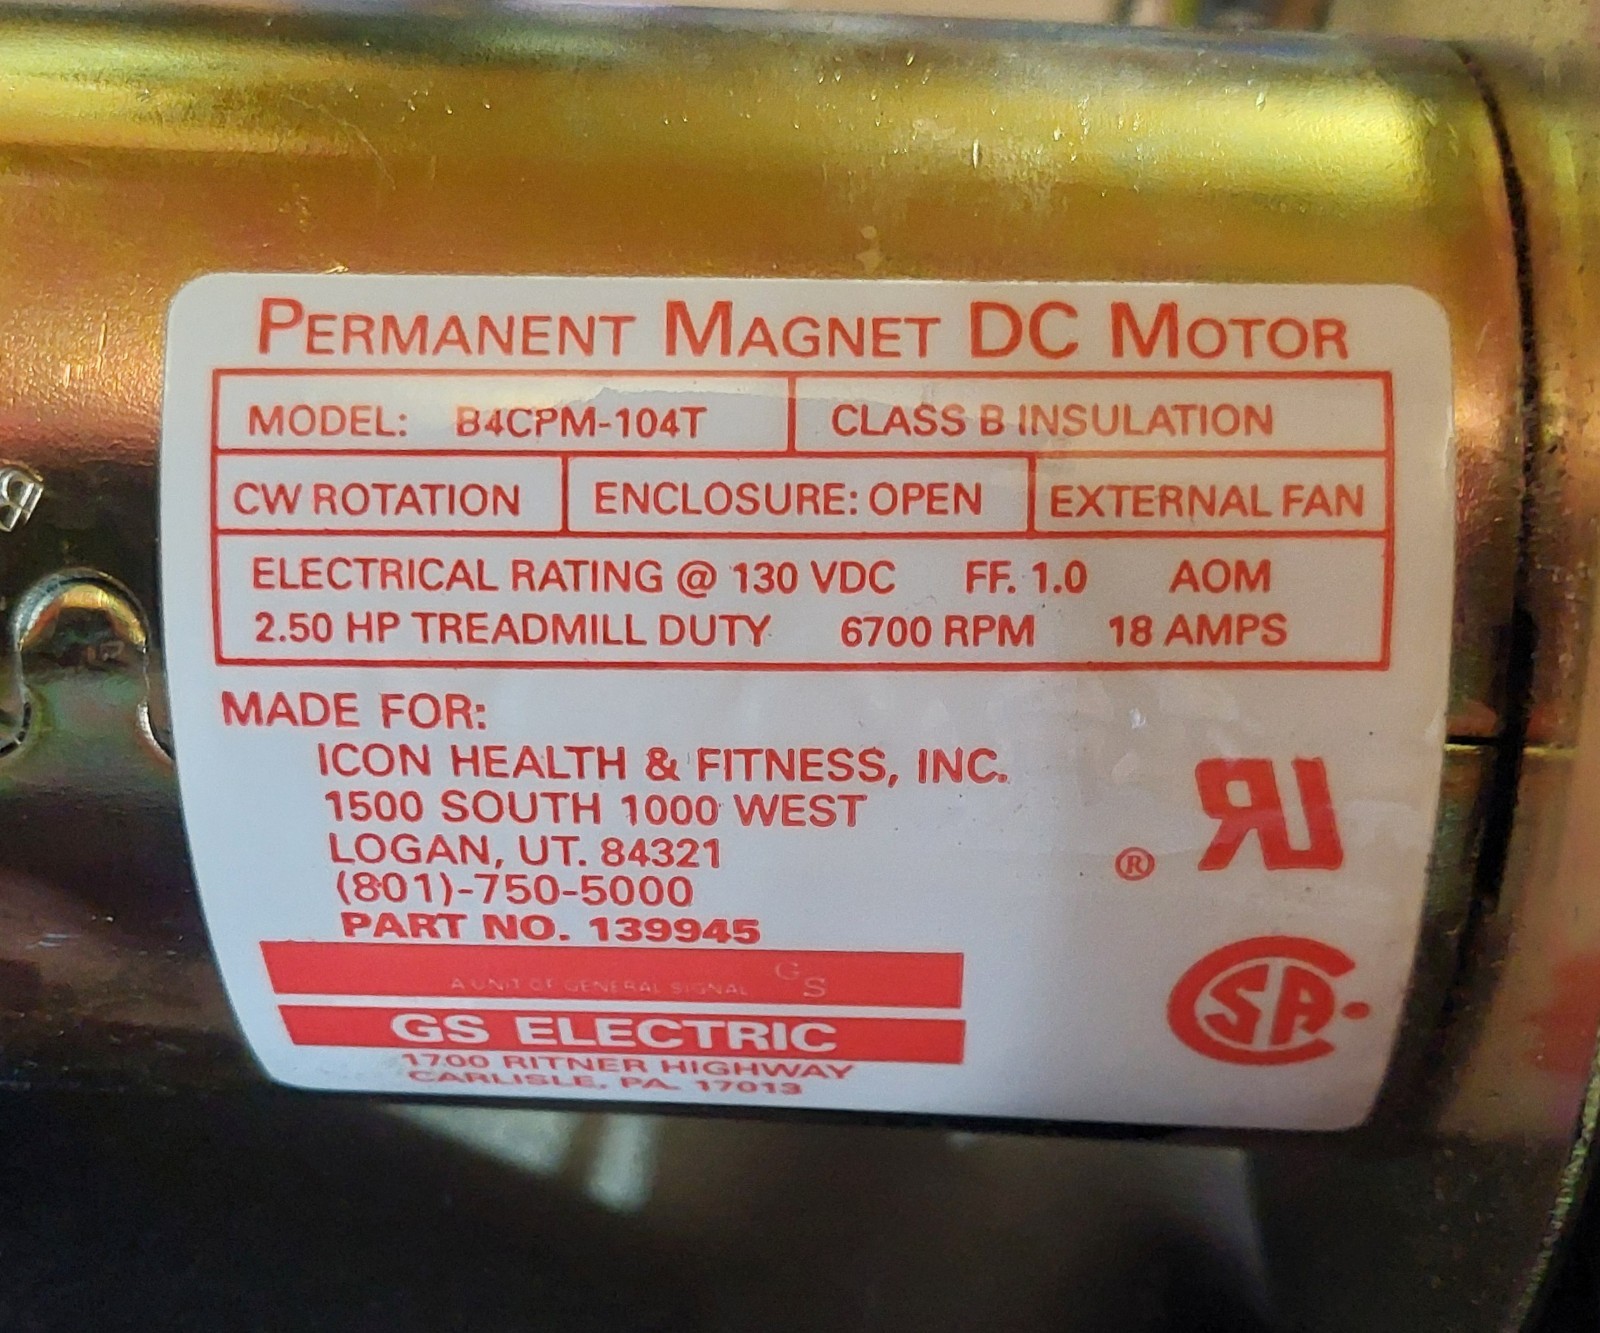 PERMANENT MAGNET DC MOTOR
MODEL: B4CPM-104T CLASS B INSULATION
CW ROTATION ENCLOSURE: OPEN EXTERNAL FAN
ELECTRICAL RATING @ 130 VDC FF. 1.0 AOM
2.50 HP TREADMILL DUTY 6700 RPM 18 AMPS
MADE FOR:
ICON HEALTH & FITNESS, INC.
1500 SOUTH 1000 WEST
LOGAN, UT. 84321
(801)-750-5000
PART NO. 139945
A UNIT OF GENERAL SIGNAL GS
GS ELECTRIC
1700 RITNER HIGHWAY
CARLISLE, PA. 17013
® RU
CSA